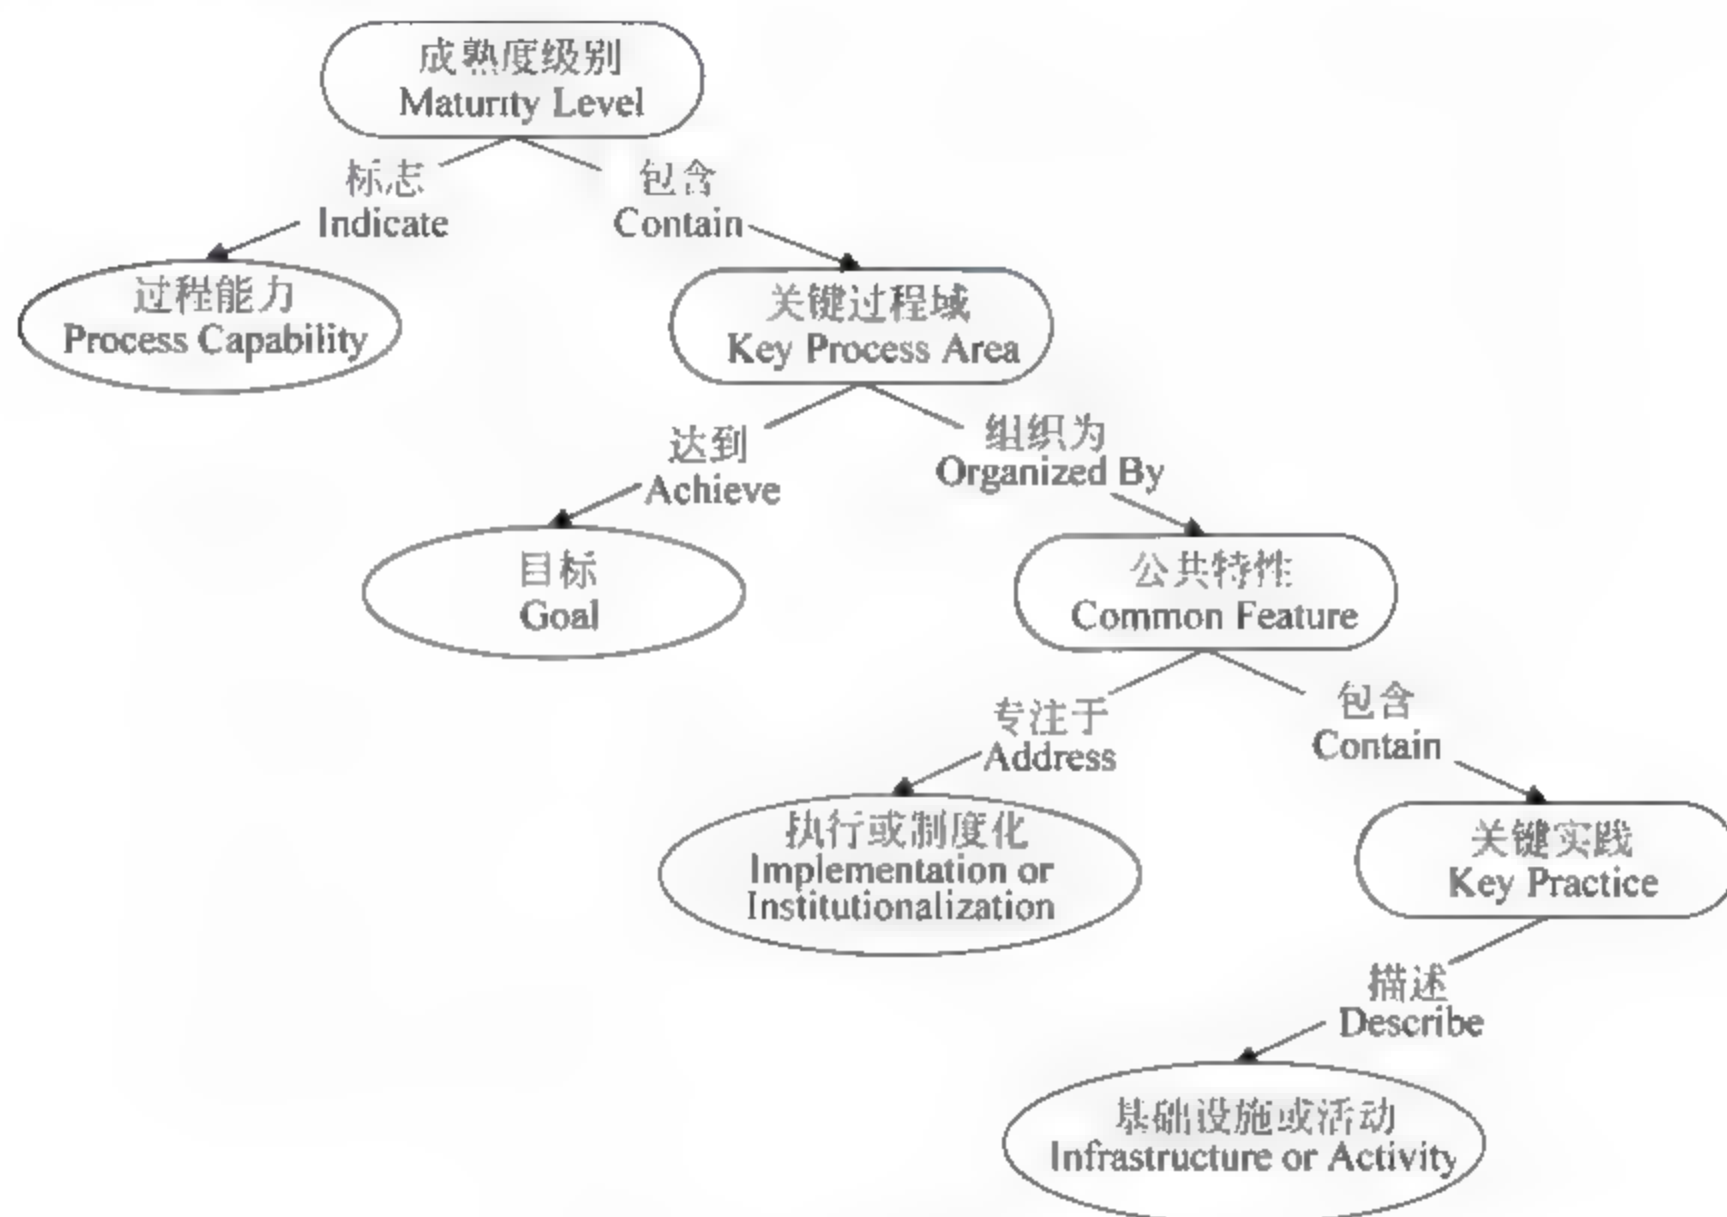 成熟度级别
Maturity Level
标志
Indicate
包含
Contain
过程能力
Process Capability
关键过程域
Key Process Area
达到
Achieve
组织为
Organized By
目标
Goal
公共特性
Common Feature
专注于
Address
包含
Contain
执行或制度化
Implementation or
Institutionalization
关键实践
Key Practice
描述
Describe
基础设施或活动
Infrastructure or Activity